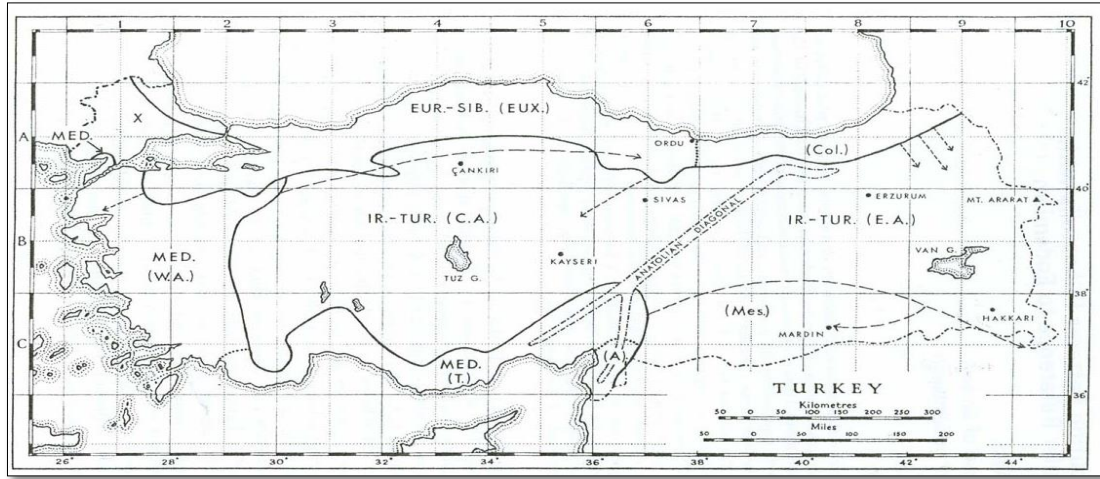 1 2 3 4 5 6 7 8 9 10
42°
EUR.-SIB. (EUX.)
X
A
MED.
ORDU
(Col.)
A
ÇANKIRI
40°
SIVAS
ERZURUM
MT. ARARAT
IR.-TUR. (C.A.)
IR.-TUR. (E.A.)
ANATOLIAN DIAGONAL
B
MED.
(W.A.)
KAYSERI
VAN G.
B
TUZ G.
38°
(Mes.)
HAKKARI
MARDIN
C
MED.
(T.)
(A)
C
TURKEY
36°
Kilometres
50 0 50 100 150 200 250 300
Miles
50 0 50 100 150 200
26° 28° 30° 32° 34° 36° 38° 40° 42° 44°